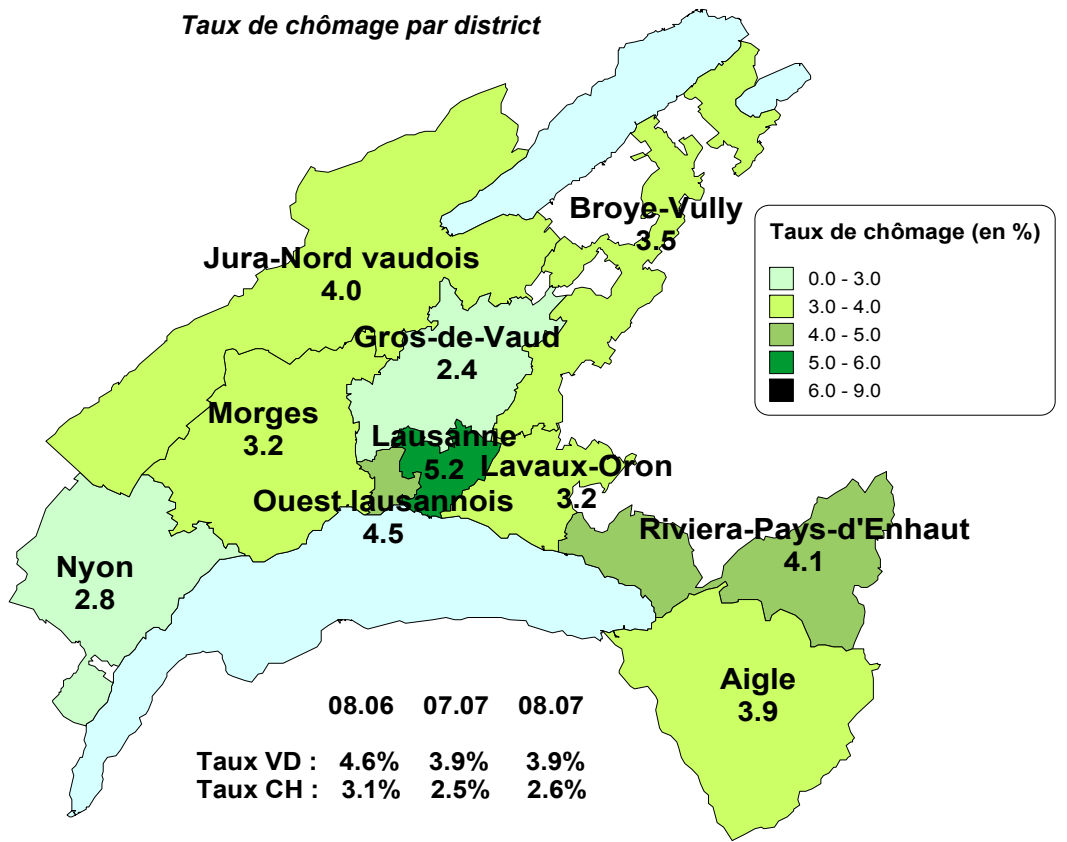 Taux de chômage par district
Broye-Vully
3.5
Taux de chômage (en %)
0.0 - 3.0
3.0 - 4.0
4.0 - 5.0
5.0 - 6.0
6.0 - 9.0
Jura-Nord vaudois
4.0
Gros-de-Vaud
2.4
Morges
3.2
Lausanne
5.2
Lavaux-Oron
3.2
Ouest lausannois
4.5
Riviera-Pays-d'Enhaut
4.1
Nyon
2.8
Aigle
3.9
08.06 07.07 08.07
Taux VD : 4.6% 3.9% 3.9%
Taux CH : 3.1% 2.5% 2.6%